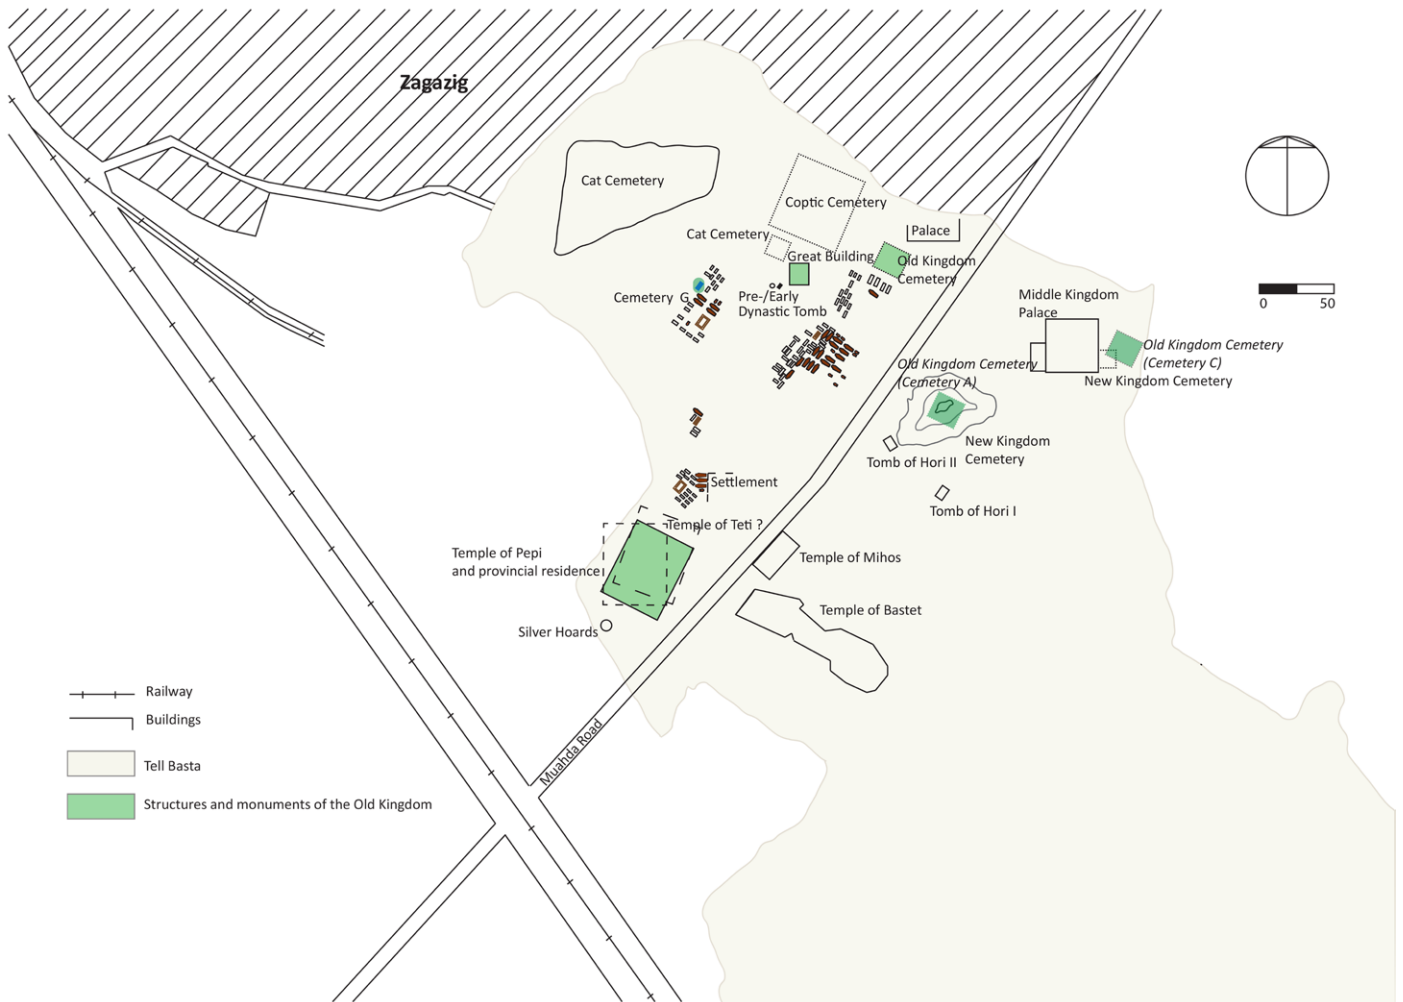 Zagazig
Cat Cemetery
Coptic Cemetery
Cat Cemetery
Palace
Great Building
Old Kingdom
Cemetery
Cemetery G
Pre-/Early
Dynastic Tomb
Middle Kingdom
Palace
0 50
Old Kingdom Cemetery
(Cemetery C)
Old Kingdom Cemetery
(Cemetery A)
New Kingdom Cemetery
New Kingdom
Cemetery
Tomb of Hori II
Settlement
Tomb of Hori I
Temple of Teti ?
Temple of Pepi
and provincial residence
Temple of Mihos
Temple of Bastet
Silver Hoards
Muahda Road
Railway
Buildings
Tell Basta
Structures and monuments of the Old Kingdom